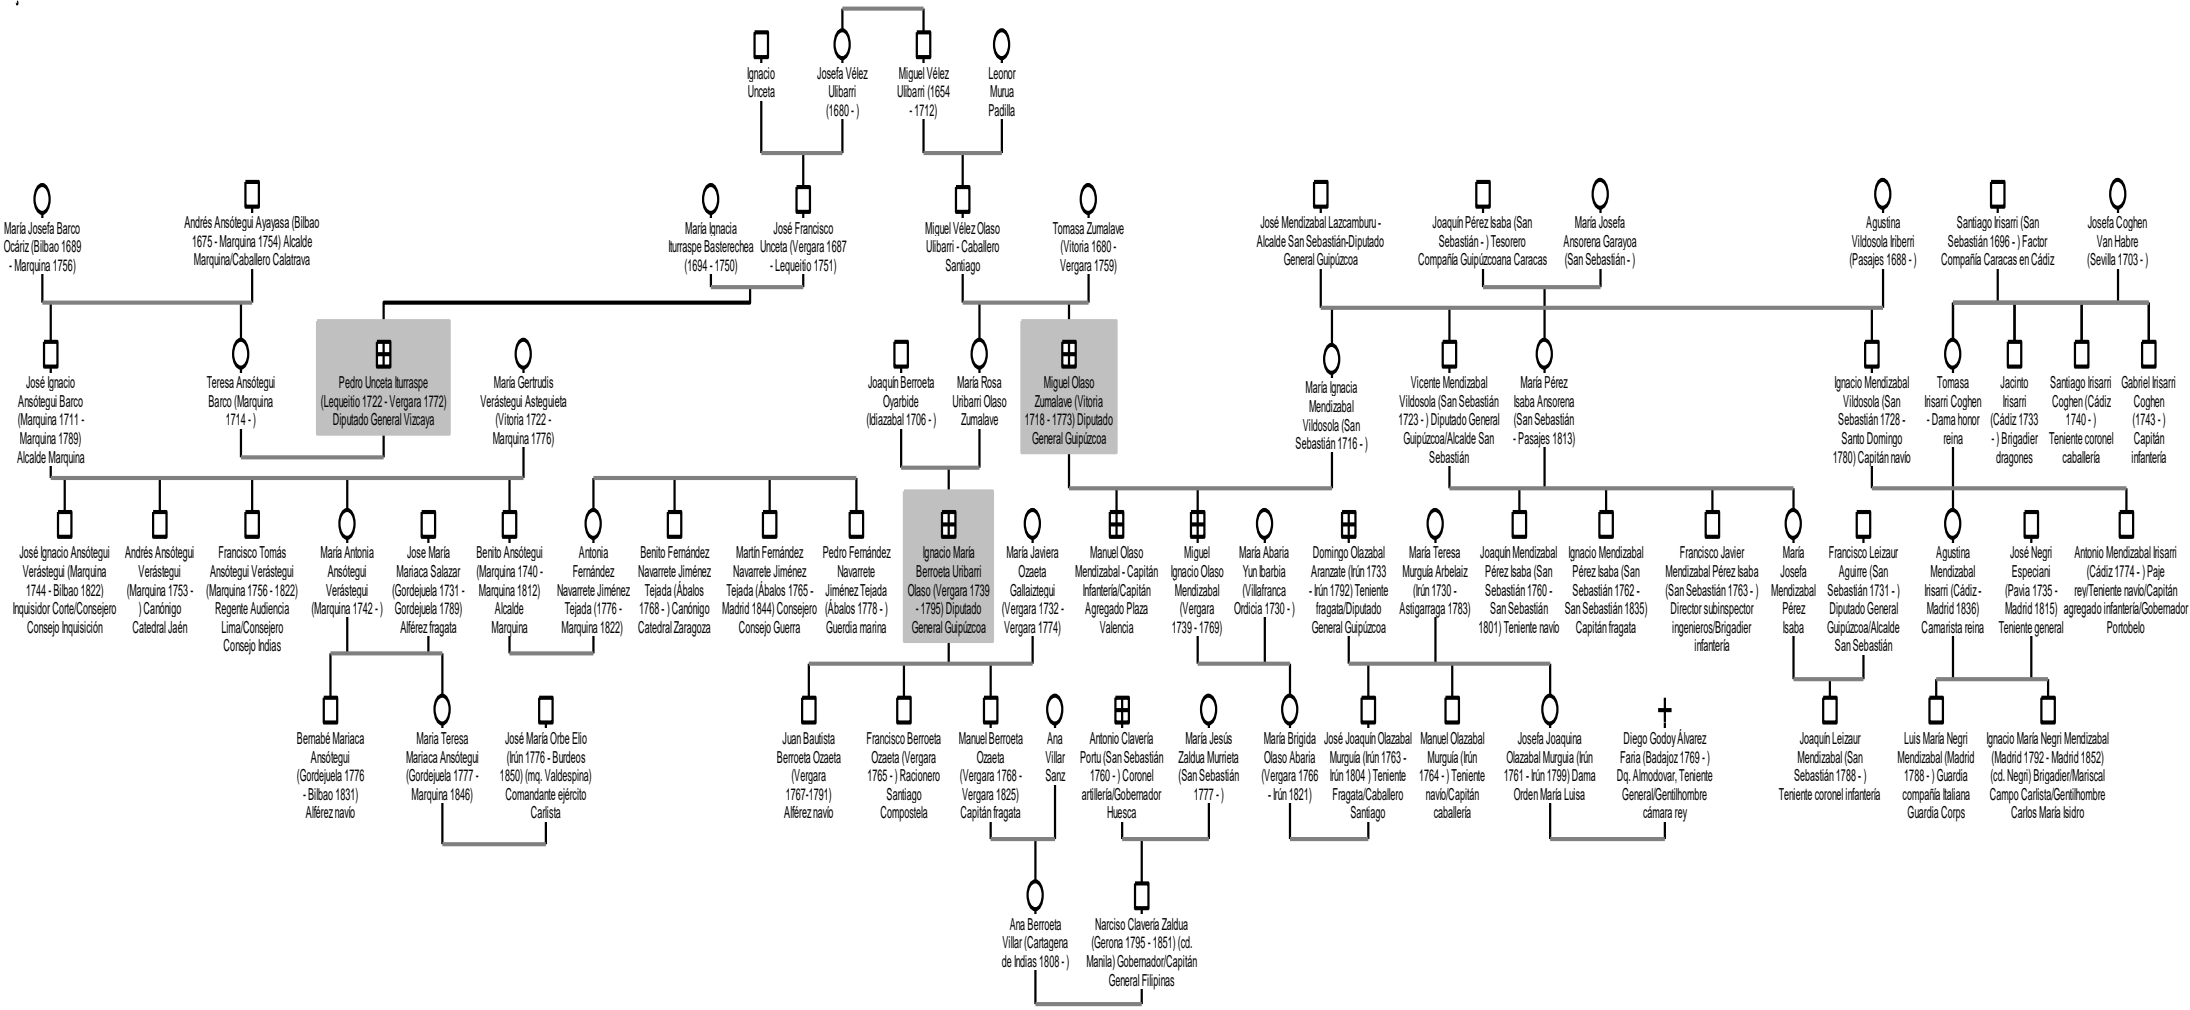 Ignacio
Unceta
Josefa Vélez
Ulibarri
(1680 - )
Miguel Vélez
Ulibarri (1654
- 1712)
Leonor
Murua
Padilla
María Josefa Barco
Ocáriz (Bilbao 1689
- Marquina 1756)
Andrés Ansótegui Ayayasa (Bilbao
1675 - Marquina 1754) Alcalde
Marquina/Caballero Calatrava
María Ignacia
Iturraspe Basterechea
(1694 - 1750)
José Francisco
Unceta (Vergara 1687
- Lequeitio 1751)
Miguel Vélez Olaso
Ulibarri - Caballero
Santiago
Tomasa Zumalave
(Vitoria 1680 -
Vergara 1759)
José Mendizabal Lazcamburu -
Alcalde San Sebastián-Diputado
General Guipúzcoa
Joaquín Pérez Isaba (San
Sebastián - ) Tesorero
Compañía Guipúzcoana Caracas
María Josefa
Ansorena Garayoa
(San Sebastián - )
Agustina
Vildosola Iriberri
(Pasajes 1688 - )
Santiago Irisarri (San
Sebastián 1696 - ) Factor
Compañía Caracas en Cádiz
Josefa Coghen
Van Habre
(Sevilla 1703 - )
José Ignacio
Ansótegui Barco
(Marquina 1711 -
Marquina 1789)
Alcalde Marquina
Teresa Ansótegui
Barco (Marquina
1714 - )
Pedro Unceta Iturraspe
(Lequeitio 1722 - Vergara 1772)
Diputado General Vizcaya
María Gertrudis
Verástegui Asteguieta
(Vitoria 1722 -
Marquina 1776)
Joaquín Berroeta
Oyarbide
(Idiazabal 1706 - )
María Rosa
Uribarri Olaso
Zumalave
Miguel Olaso
Zumalave (Vitoria
1718 - 1773) Diputado
General Guipúzcoa
María Ignacia
Mendizabal
Vildosola (San
Sebastián 1716 - )
Vicente Mendizabal
Vildosola (San Sebastián
1723 - ) Diputado General
Guipúzcoa/Alcalde San
Sebastián
María Pérez
Isaba Ansorena
(San Sebastián
- Pasajes 1813)
Ignacio Mendizabal
Vildosola (San
Sebastián 1728 -
Santo Domingo
1780) Capitán navío
Tomasa
Irisarri Coghen
- Dama honor
reina
Jacinto
Irisarri
(Cádiz 1733
- ) Brigadier
dragones
Santiago Irisarri
Coghen (Cádiz
1740 - )
Teniente coronel
caballería
Gabriel Irisarri
Coghen
(1743 - )
Capitán
infantería
José Ignacio Ansótegui
Verástegui (Marquina
1744 - Bilbao 1822)
Inquisidor Corte/Consejero
Consejo Inquisición
Andrés Ansótegui
Verástegui
(Marquina 1753 -
) Canónigo
Catedral Jaén
Francisco Tomás
Ansótegui Verástegui
(Marquina 1756 - 1822)
Regente Audiencia
Lima/Consejero
Consejo Indias
María Antonia
Ansótegui
Verástegui
(Marquina 1742 - )
Jose María
Mariaca Salazar
(Gordejuela 1731 -
Gordejuela 1789)
Alférez fragata
Benito Ansótegui
(Marquina 1740 -
Marquina 1812)
Alcalde
Marquina
Antonia
Fernández
Navarrete Jiménez
Tejada (1776 -
Marquina 1822)
Benito Fernández
Navarrete Jiménez
Tejada (Ábalos
1768 - ) Canónigo
Catedral Zaragoza
Martín Fernández
Navarrete Jiménez
Tejada (Ábalos 1765 -
Madrid 1844) Consejero
Consejo Guerra
Pedro Fernández
Navarrete
Jiménez Tejada
(Ábalos 1778 - )
Guerdia marina
Ignacio María
Berroeta Uribarri
Olaso (Vergara 1739
- 1795) Diputado
General Guipúzcoa
María Javiera
Ozaeta
Gallaiztegui
(Vergara 1732 -
Vergara 1774)
Manuel Olaso
Mendizabal - Capitán
Infantería/Capitán
Agregado Plaza
Valencia
Miguel
Ignacio Olaso
Mendizabal
(Vergara
1739 - 1769)
María Abaria
Yun Ibarbia
(Villafranca
Ordicia 1730 - )
Domingo Olazabal
Aranzate (Irún 1733
- Irún 1792) Teniente
fragata/Diputado
General Guipúzcoa
María Teresa
Murguía Arbelaiz
(Irún 1730 -
Astigarraga 1783)
Joaquín Mendizabal
Pérez Isaba (San
Sebastián 1760 -
San Sebastián
1801) Teniente navío
Ignacio Mendizabal
Pérez Isaba (San
Sebastián 1762 -
San Sebastián 1835)
Capitán fragata
Francisco Javier
Mendizabal Pérez Isaba
(San Sebastián 1763 - )
Director subinspector
ingenieros/Brigadier
infantería
María
Josefa
Mendizabal
Pérez
Isaba
Francisco Leizaur
Aguirre (San
Sebastián 1731 - )
Diputado General
Guipúzcoa/Alcalde
San Sebastián
Agustina
Mendizabal
Irisarri (Cádiz -
Madrid 1836)
Camarista reina
José Negri
Especiani
(Pavia 1735 -
Madrid 1815)
Teniente general
Antonio Mendizabal Irisarri
(Cádiz 1774 - ) Paje
rey/Teniente navío/Capitán
agregado infantería/Gobernador
Portobelo
Bernabé Mariaca
Ansótegui
(Gordejuela 1776
- Bilbao 1831)
Alférez navío
Maria Teresa
Mariaca Ansótegui
(Gordejuela 1777 -
Marquina 1846)
José María Orbe Elio
(Irún 1776 - Burdeos
1850) (mq. Valdespina)
Comandante ejército
Carlista
Juan Bautista
Berroeta Ozaeta
(Vergara
1767-1791)
Alférez navío
Francisco Berroeta
Ozaeta (Vergara
1765 - ) Racionero
Santiago
Compostela
Manuel Berroeta
Ozaeta
(Vergara 1768 -
Vergara 1825)
Capitán fragata
Ana
Villar
Sanz
Antonio Clavería
Portu (San Sebastián
1760 - ) Coronel
artillería/Gobernador
Huesca
María Jesús
Zaldua Murrieta
(San Sebastián
1777 - )
María Brigida
Olaso Abaria
(Vergara 1766
- Irún 1821)
José Joaquín Olazabal
Murguía (Irún 1763 -
Irún 1804 ) Teniente
Fragata/Caballero
Santiago
Manuel Olazabal
Murguía (Irún
1764 - ) Teniente
navío/Capitán
caballería
Josefa Joaquina
Olazabal Murguia (Irún
1761 - Irún 1799) Dama
Orden María Luisa
Diego Godoy Álvarez
Faria (Badajoz 1769 - )
Dq. Almodovar, Teniente
General/Gentilhombre
cámara rey
Joaquín Leizaur
Mendizabal (San
Sebastián 1788 - )
Teniente coronel infantería
Luis María Negri
Mendizabal (Madrid
1788 - ) Guardia
compañía Italiana
Guardia Corps
Ignacio María Negri Mendizabal
(Madrid 1792 - Madrid 1852)
(cd. Negri) Brigadier/Mariscal
Campo Carlista/Gentilhombre
Carlos María Isidro
Ana Berroeta
Villar (Cartagena
de Indias 1808 - )
Narciso Clavería Zaldua
(Gerona 1795 - 1851) (cd.
Manila) Gobernador/Capitán
General Filipinas